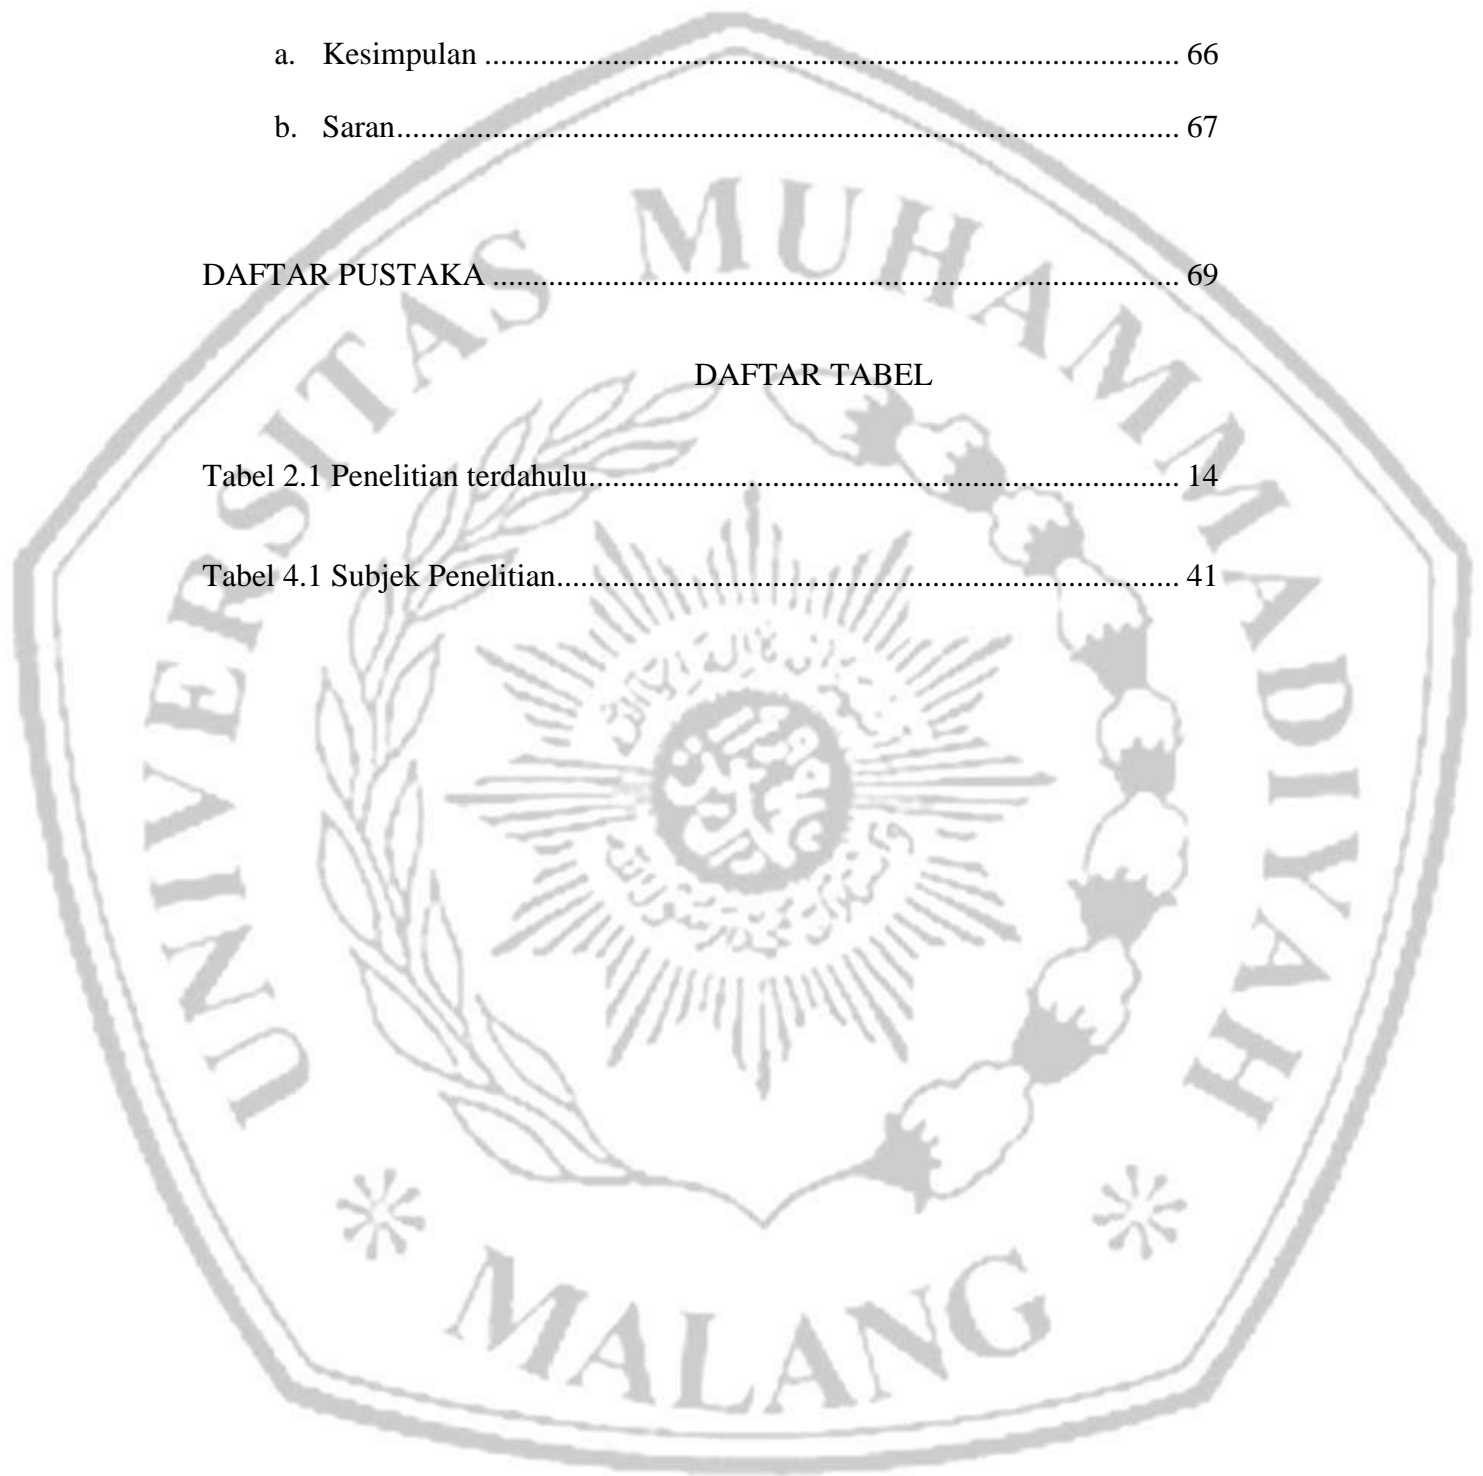 a. Kesimpulan ........................................................................................ 66
b. Saran.................................................................................................. 67
DAFTAR PUSTAKA ....................................................................................... 69
DAFTAR TABEL
Tabel 2.1 Penelitian terdahulu.......................................................................... 14
Tabel 4.1 Subjek Penelitian.............................................................................. 41
UNIVERSITAS MUHAMMADIYAH
MALANG